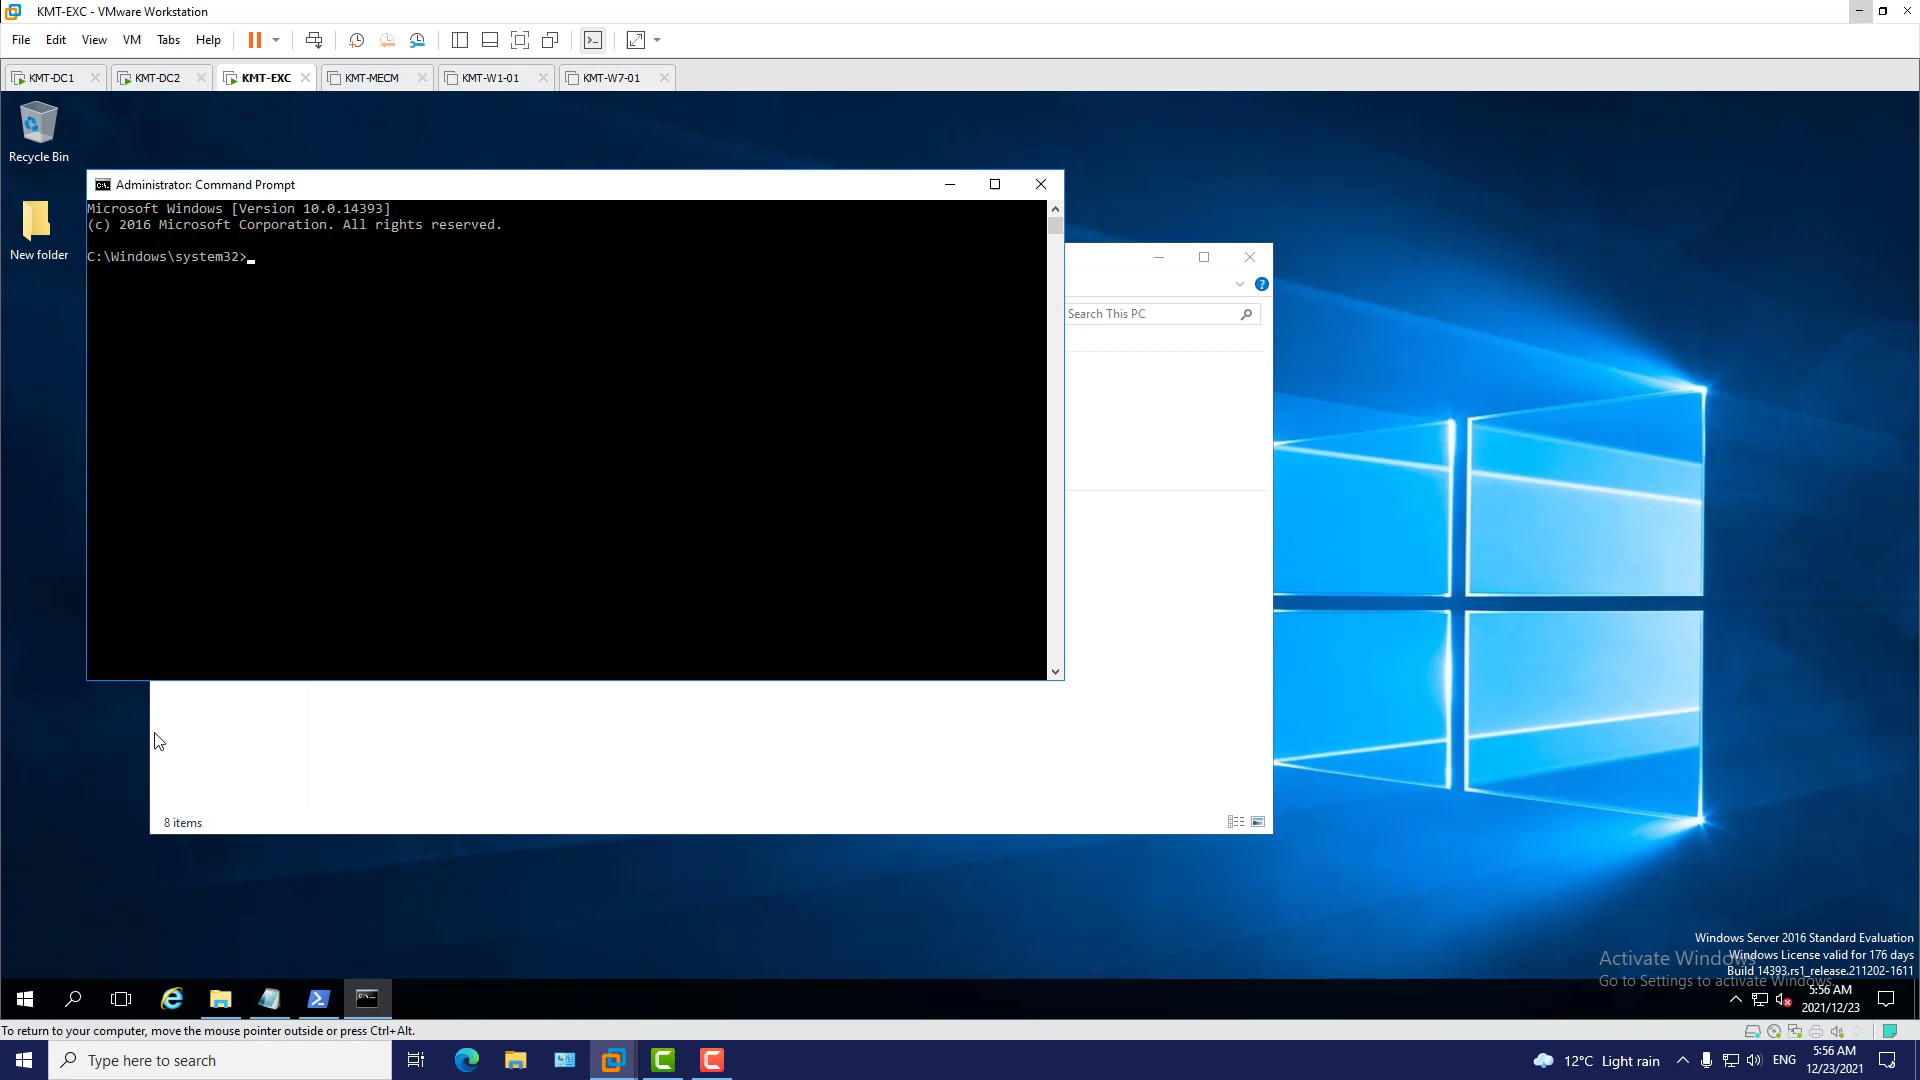 KMT-EXC - VMware Workstation
File Edit View VM Tabs Help
KMT-DC1 KMT-DC2 KMT-EXC KMT-MECM KMT-W1-01 KMT-W7-01
Recycle Bin
New folder
Administrator: Command Prompt
Microsoft Windows [Version 10.0.14393]
(c) 2016 Microsoft Corporation. All rights reserved.
C:\Windows\system32>
Search This PC
8 items
Windows Server 2016 Standard Evaluation
Activate Windows
Windows License valid for 176 days
Build 14393.rs1_release.211202-1611
Go to Settings to activate Windows.
5:56 AM
2021/12/23
To return to your computer, move the mouse pointer outside or press Ctrl+Alt.
Type here to search
12°C Light rain
ENG
5:56 AM
12/23/2021